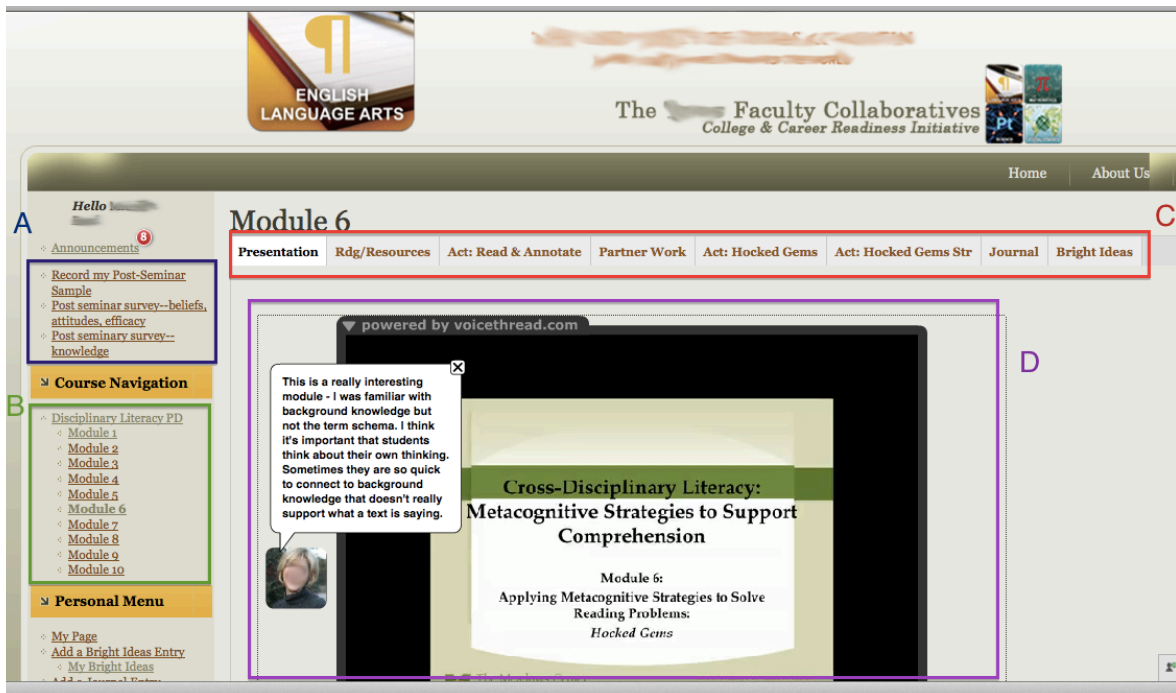 ENGLISH
LANGUAGE ARTS
The Faculty Collaboratives
College & Career Readiness Initiative
π
Pt
Home About Us
Hello
A
8
Announcements
Record my Post-Seminar
Sample
Post seminar survey--beliefs,
attitudes, efficacy
Post seminary survey--
knowledge
Course Navigation
B
Disciplinary Literacy PD
Module 1
Module 2
Module 3
Module 4
Module 5
Module 6
Module 7
Module 8
Module 9
Module 10
Personal Menu
My Page
Add a Bright Ideas Entry
My Bright Ideas
Add a Journal Entry
Module 6
C
Presentation Rdg/Resources Act: Read & Annotate Partner Work Act: Hocked Gems Act: Hocked Gems Str Journal Bright Ideas
D
powered by voicethread.com
This is a really interesting
module - I was familiar with
background knowledge but
not the term schema. I think
it's important that students
think about their own thinking.
Sometimes they are so quick
to connect to background
knowledge that doesn't really
support what a text is saying.
Cross-Disciplinary Literacy:
Metacognitive Strategies to Support
Comprehension
Module 6:
Applying Metacognitive Strategies to Solve
Reading Problems:
Hocked Gems